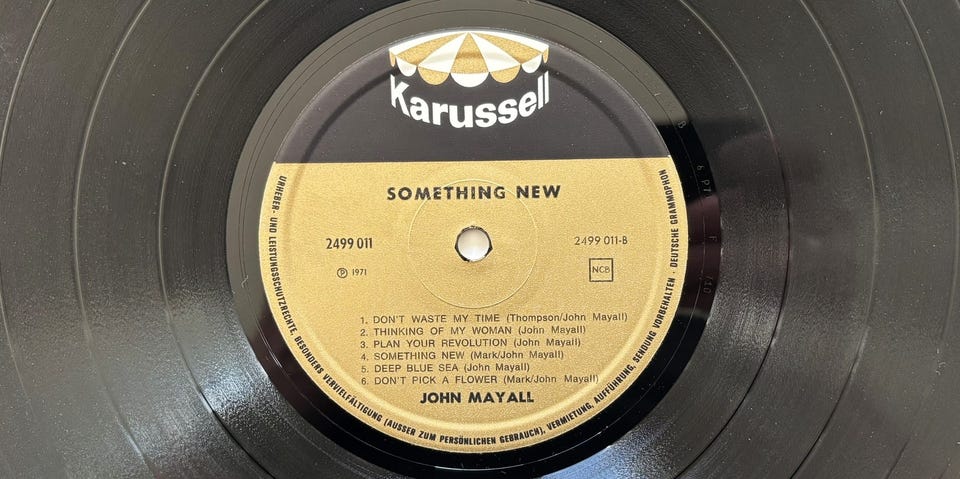 Karussell
SOMETHING NEW
2499 011
2499 011-B
Ⓟ 1971
NCB
1. DON'T WASTE MY TIME (Thompson/John Mayall)
2. THINKING OF MY WOMAN (John Mayall)
3. PLAN YOUR REVOLUTION (John Mayall)
4. SOMETHING NEW (Mark/John Mayall)
5. DEEP BLUE SEA (John Mayall)
6. DON'T PICK A FLOWER (Mark/John Mayall)
JOHN MAYALL
URHEBER- UND LEISTUNGSSCHUTZRECHTE, BESONDERS VERVIELFÄLTIGUNG (AUSSER ZUM PERSÖNLICHEN GEBRAUCH), VERMIETUNG, AUFFÜHRUNG, SENDUNG VORBEHALTEN · DEUTSCHE GRAMMOPHON